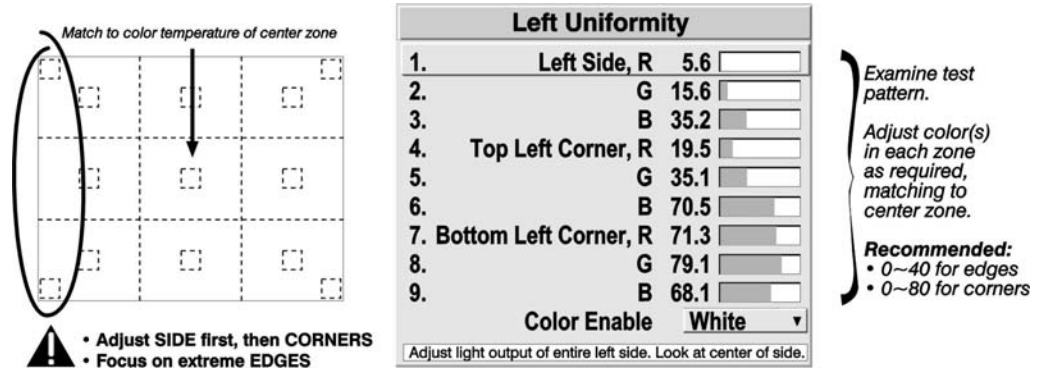 Match to color temperature of center zone
• Adjust SIDE first, then CORNERS
• Focus on extreme EDGES
Left Uniformity
1. Left Side, R 5.6
2. G 15.6
3. B 35.2
4. Top Left Corner, R 19.5
5. G 35.1
6. B 70.5
7. Bottom Left Corner, R 71.3
8. G 79.1
9. B 68.1
Color Enable White
Adjust light output of entire left side. Look at center of side.
Examine test
pattern.
Adjust color(s)
in each zone
as required,
matching to
center zone.
Recommended:
• 0~40 for edges
• 0~80 for corners